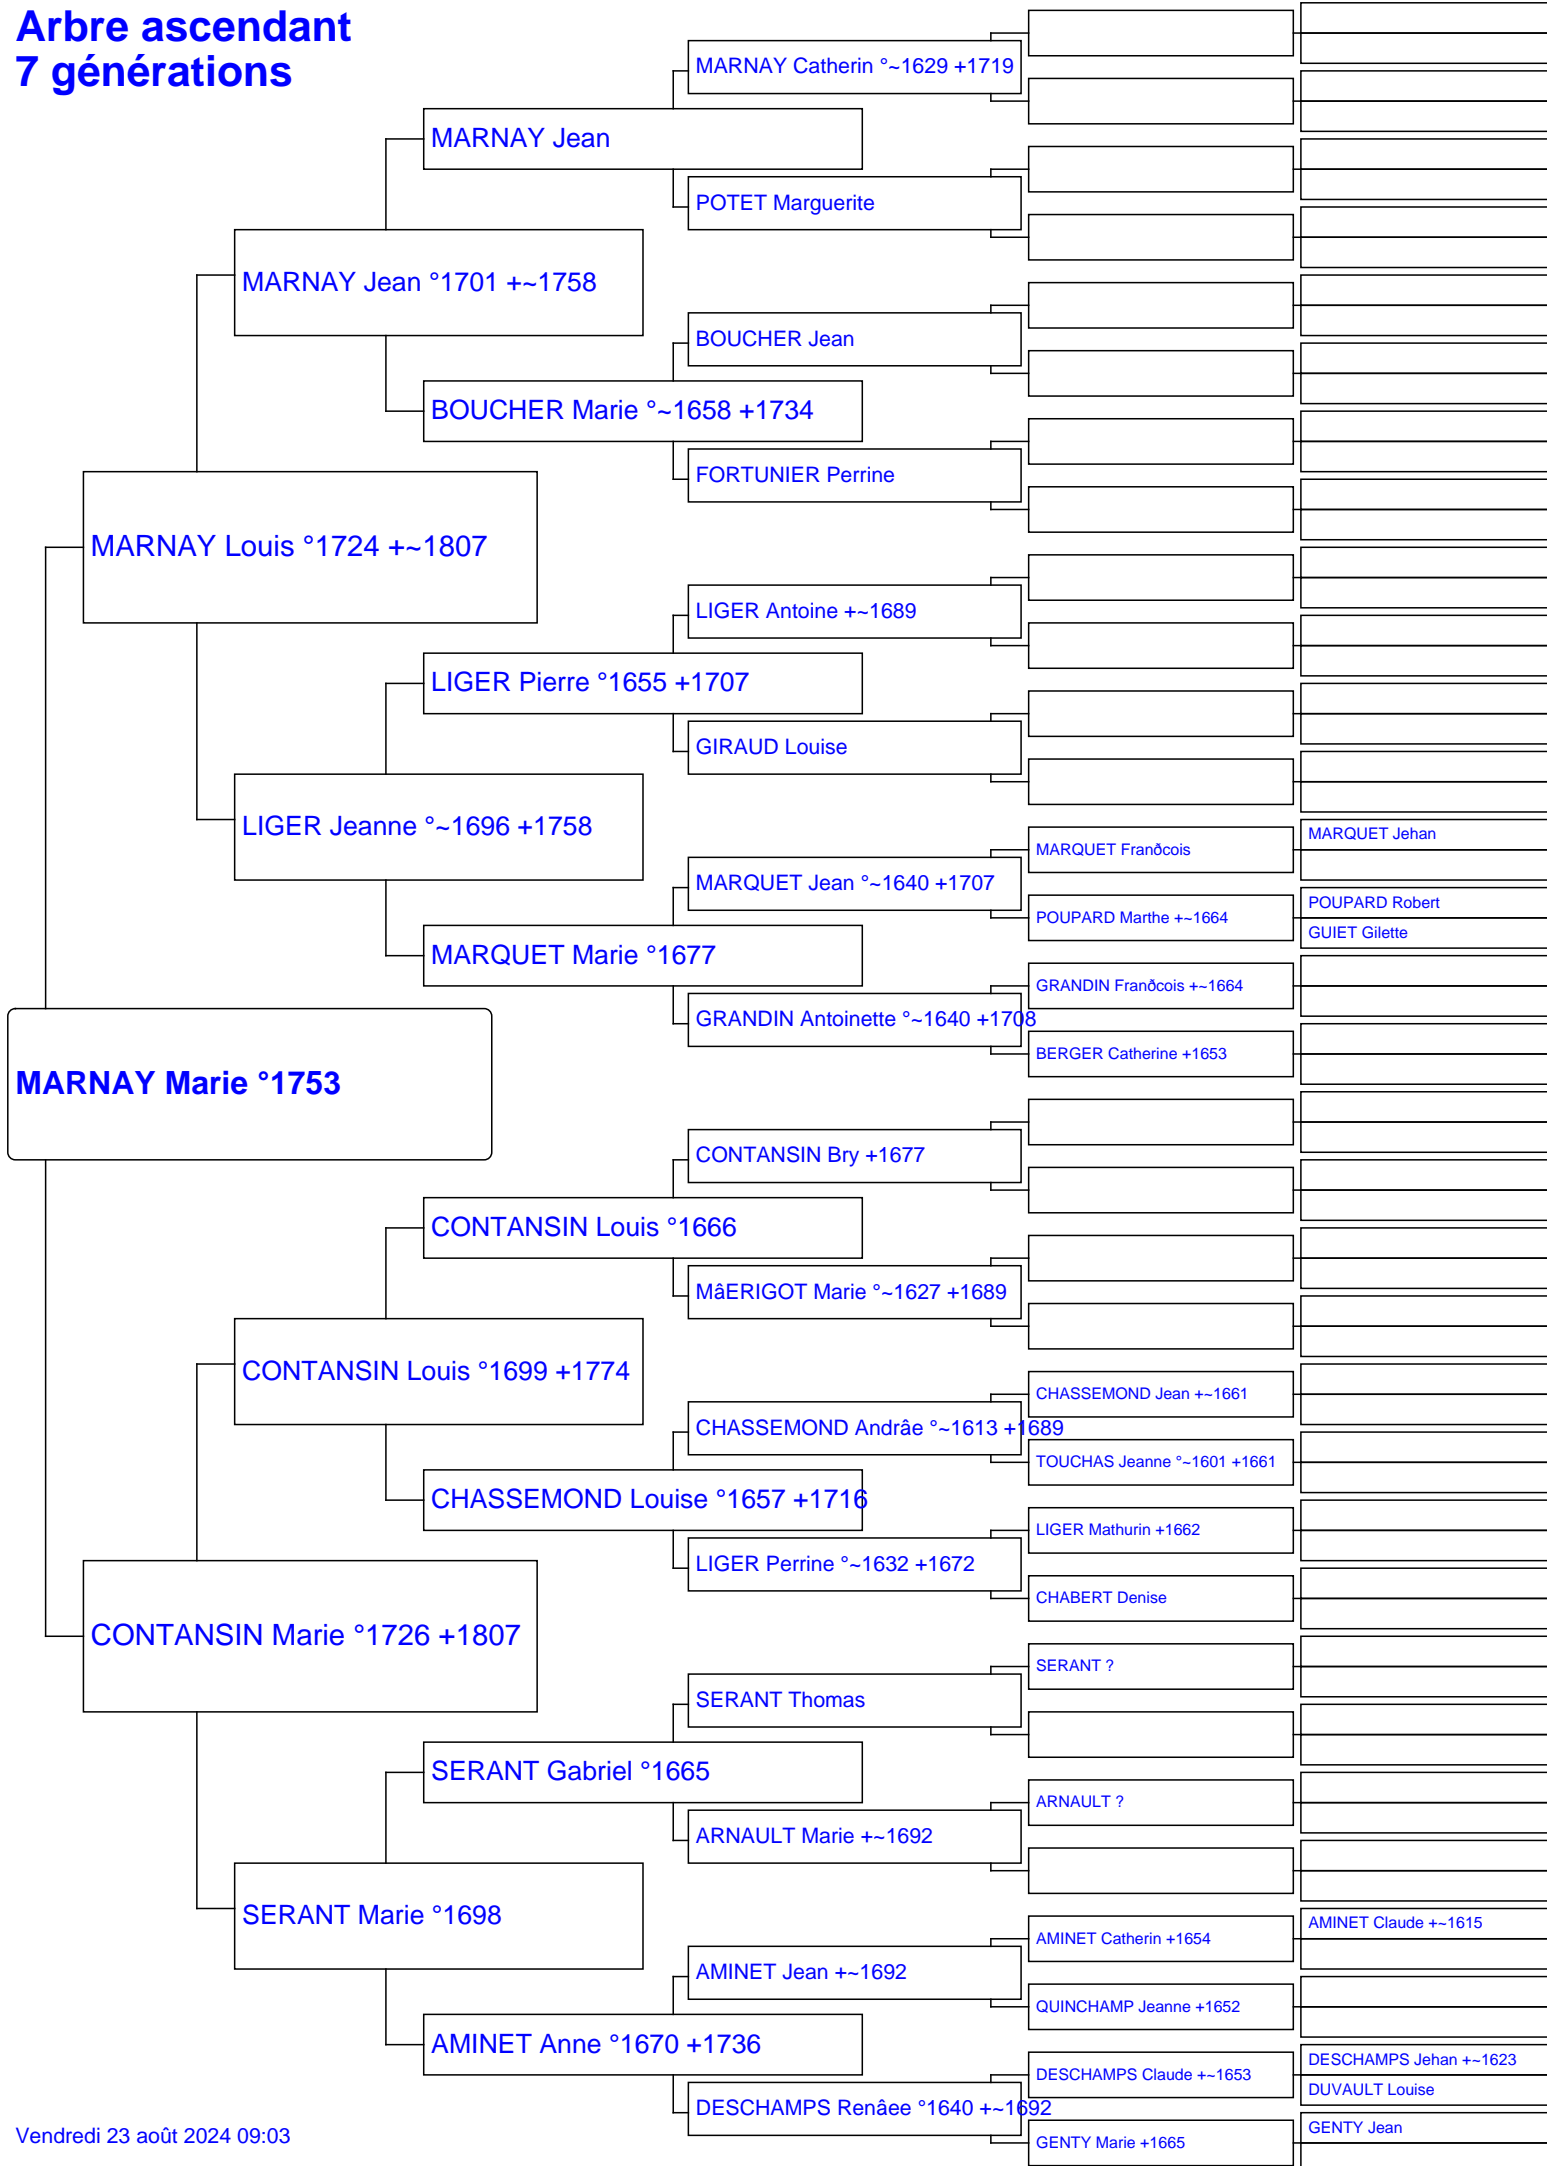 Arbre ascendant
7 générations
MARNAY Catherin °~1629 +1719
MARNAY Jean
POTET Marguerite
MARNAY Jean °1701 +~1758
BOUCHER Jean
BOUCHER Marie °~1658 +1734
FORTUNIER Perrine
MARNAY Louis °1724 +~1807
LIGER Antoine +~1689
LIGER Pierre °1655 +1707
GIRAUD Louise
LIGER Jeanne °~1696 +1758
MARQUET Jehan
MARQUET Franðcois
MARQUET Jean °~1640 +1707
POUPARD Robert
POUPARD Marthe +~1664
GUIET Gilette
MARQUET Marie °1677
GRANDIN Franðcois +~1664
GRANDIN Antoinette °~1640 +1708
BERGER Catherine +1653
MARNAY Marie °1753
CONTANSIN Bry +1677
CONTANSIN Louis °1666
MâERIGOT Marie °~1627 +1689
CONTANSIN Louis °1699 +1774
CHASSEMOND Jean +~1661
CHASSEMOND Andrâe °~1613 +1689
TOUCHAS Jeanne °~1601 +1661
CHASSEMOND Louise °1657 +1716
LIGER Mathurin +1662
LIGER Perrine °~1632 +1672
CHABERT Denise
CONTANSIN Marie °1726 +1807
SERANT ?
SERANT Thomas
SERANT Gabriel °1665
ARNAULT ?
ARNAULT Marie +~1692
SERANT Marie °1698
AMINET Claude +~1615
AMINET Catherin +1654
AMINET Jean +~1692
QUINCHAMP Jeanne +1652
AMINET Anne °1670 +1736
DESCHAMPS Jehan +~1623
DESCHAMPS Claude +~1653
DUVAULT Louise
DESCHAMPS Renâee °1640 +~1692
GENTY Jean
GENTY Marie +1665
Vendredi 23 août 2024 09:03